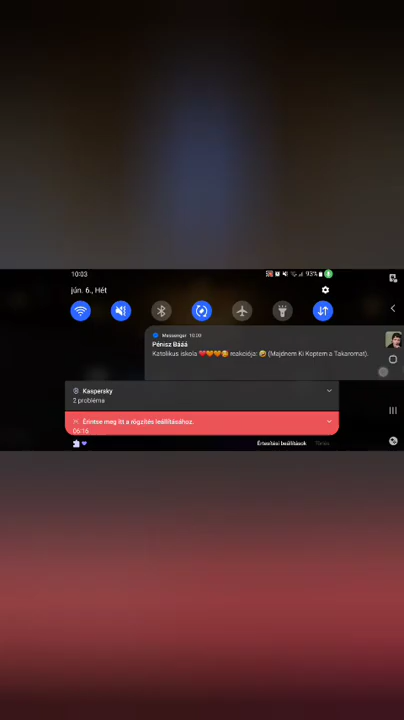 10:03
93%
jún. 6., Hét
Messenger 10:03
Pénisz Bááá
Katolikus iskola ❤️🧡🧡🥰 reakciója: 🤣 (Majdnem Ki Koptem a Takaromat).
Kaspersky
2 probléma
Érintse meg itt a rögzítés leállításához.
06:16
Értesítési beállítások Törlés